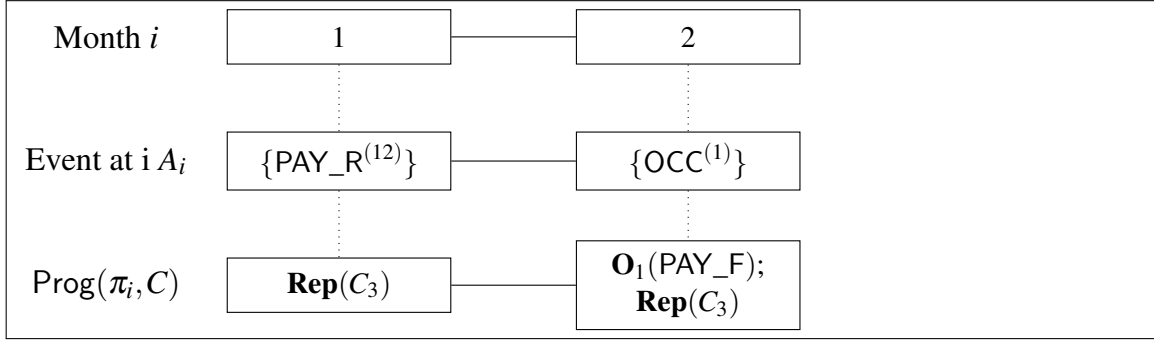 Month i 1 2
Event at i A_i {PAY_R^(12)} {OCC^(1)}
Prog(π_i, C) Rep(C_3) O_1(PAY_F);
Rep(C_3)